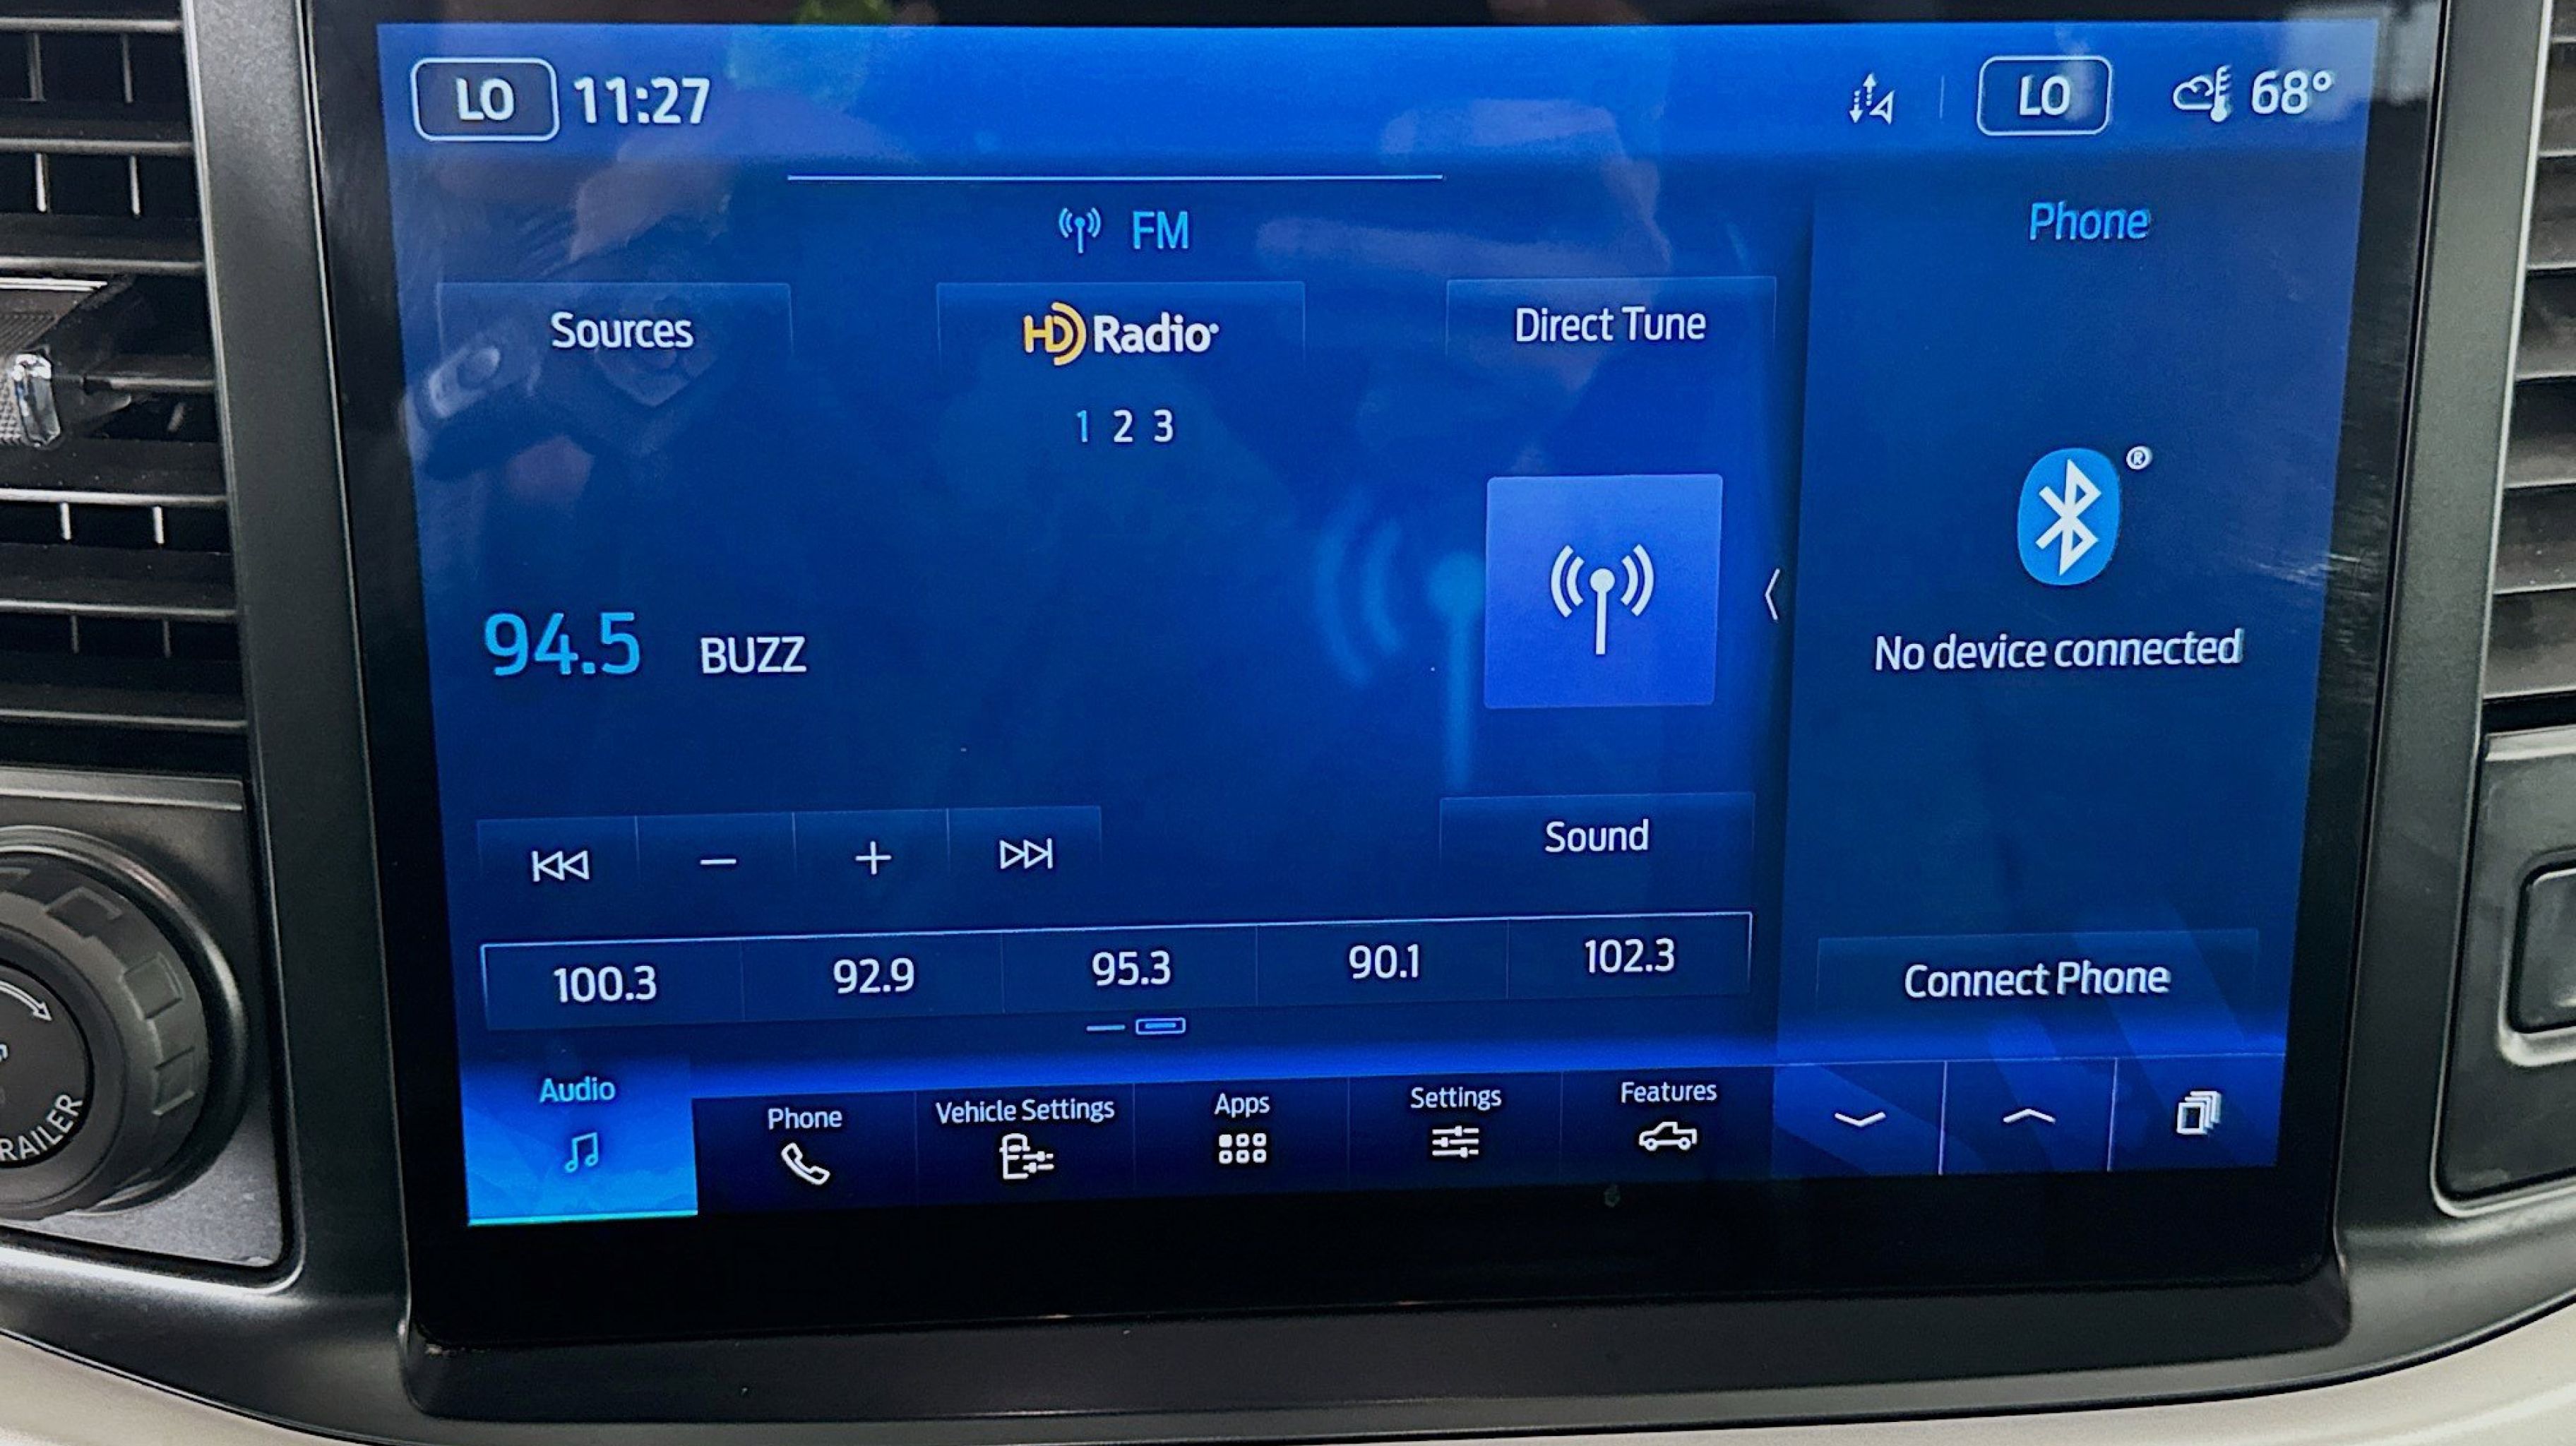 LO 11:27 LO 68°
FM
Phone
Sources HD Radio Direct Tune
1 2 3
®
94.5 BUZZ
No device connected
Sound
100.3 92.9 95.3 90.1 102.3
Connect Phone
Audio Phone Vehicle Settings Apps Settings Features
RAILER